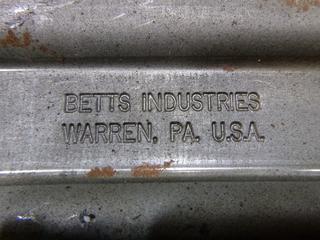 BETTS INDUSTRIES
WARREN, PA. U.S.A.